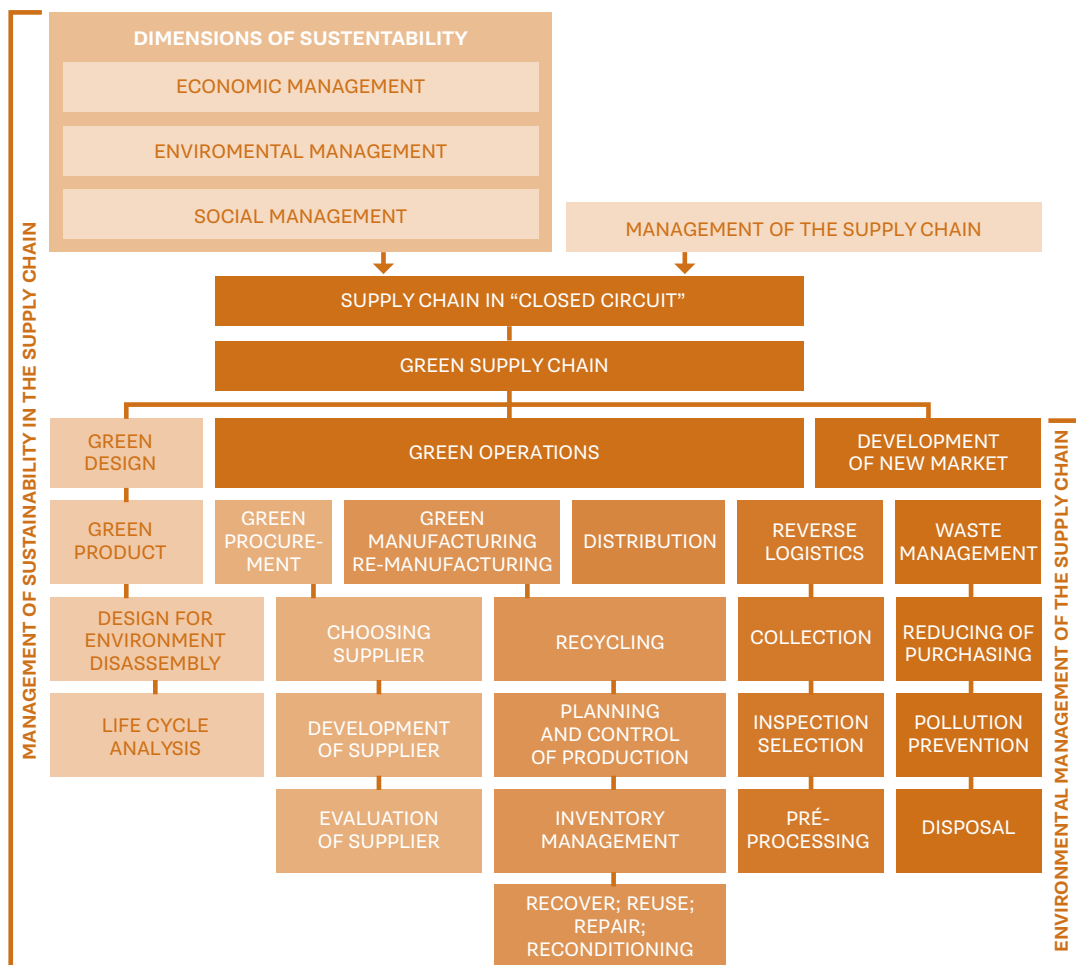 MANAGEMENT OF SUSTAINABILITY IN THE SUPPLY CHAIN
DIMENSIONS OF SUSTENTABILITY
ECONOMIC MANAGEMENT
ENVIROMENTAL MANAGEMENT
SOCIAL MANAGEMENT
MANAGEMENT OF THE SUPPLY CHAIN
SUPPLY CHAIN IN “CLOSED CIRCUIT”
GREEN SUPPLY CHAIN
GREEN
DESIGN
GREEN OPERATIONS
DEVELOPMENT
OF NEW MARKET
GREEN
PRODUCT
GREEN
PROCURE-
MENT
GREEN
MANUFACTURING
RE-MANUFACTURING
DISTRIBUTION
REVERSE
LOGISTICS
WASTE
MANAGEMENT
DESIGN FOR
ENVIRONMENT
DISASSEMBLY
CHOOSING
SUPPLIER
RECYCLING
COLLECTION
REDUCING OF
PURCHASING
LIFE CYCLE
ANALYSIS
DEVELOPMENT
OF SUPPLIER
PLANNING
AND CONTROL
OF PRODUCTION
INSPECTION
SELECTION
POLLUTION
PREVENTION
EVALUATION
OF SUPPLIER
INVENTORY
MANAGEMENT
PRÉ-
PROCESSING
DISPOSAL
RECOVER; REUSE;
REPAIR;
RECONDITIONING
ENVIRONMENTAL MANAGEMENT OF THE SUPPLY CHAIN